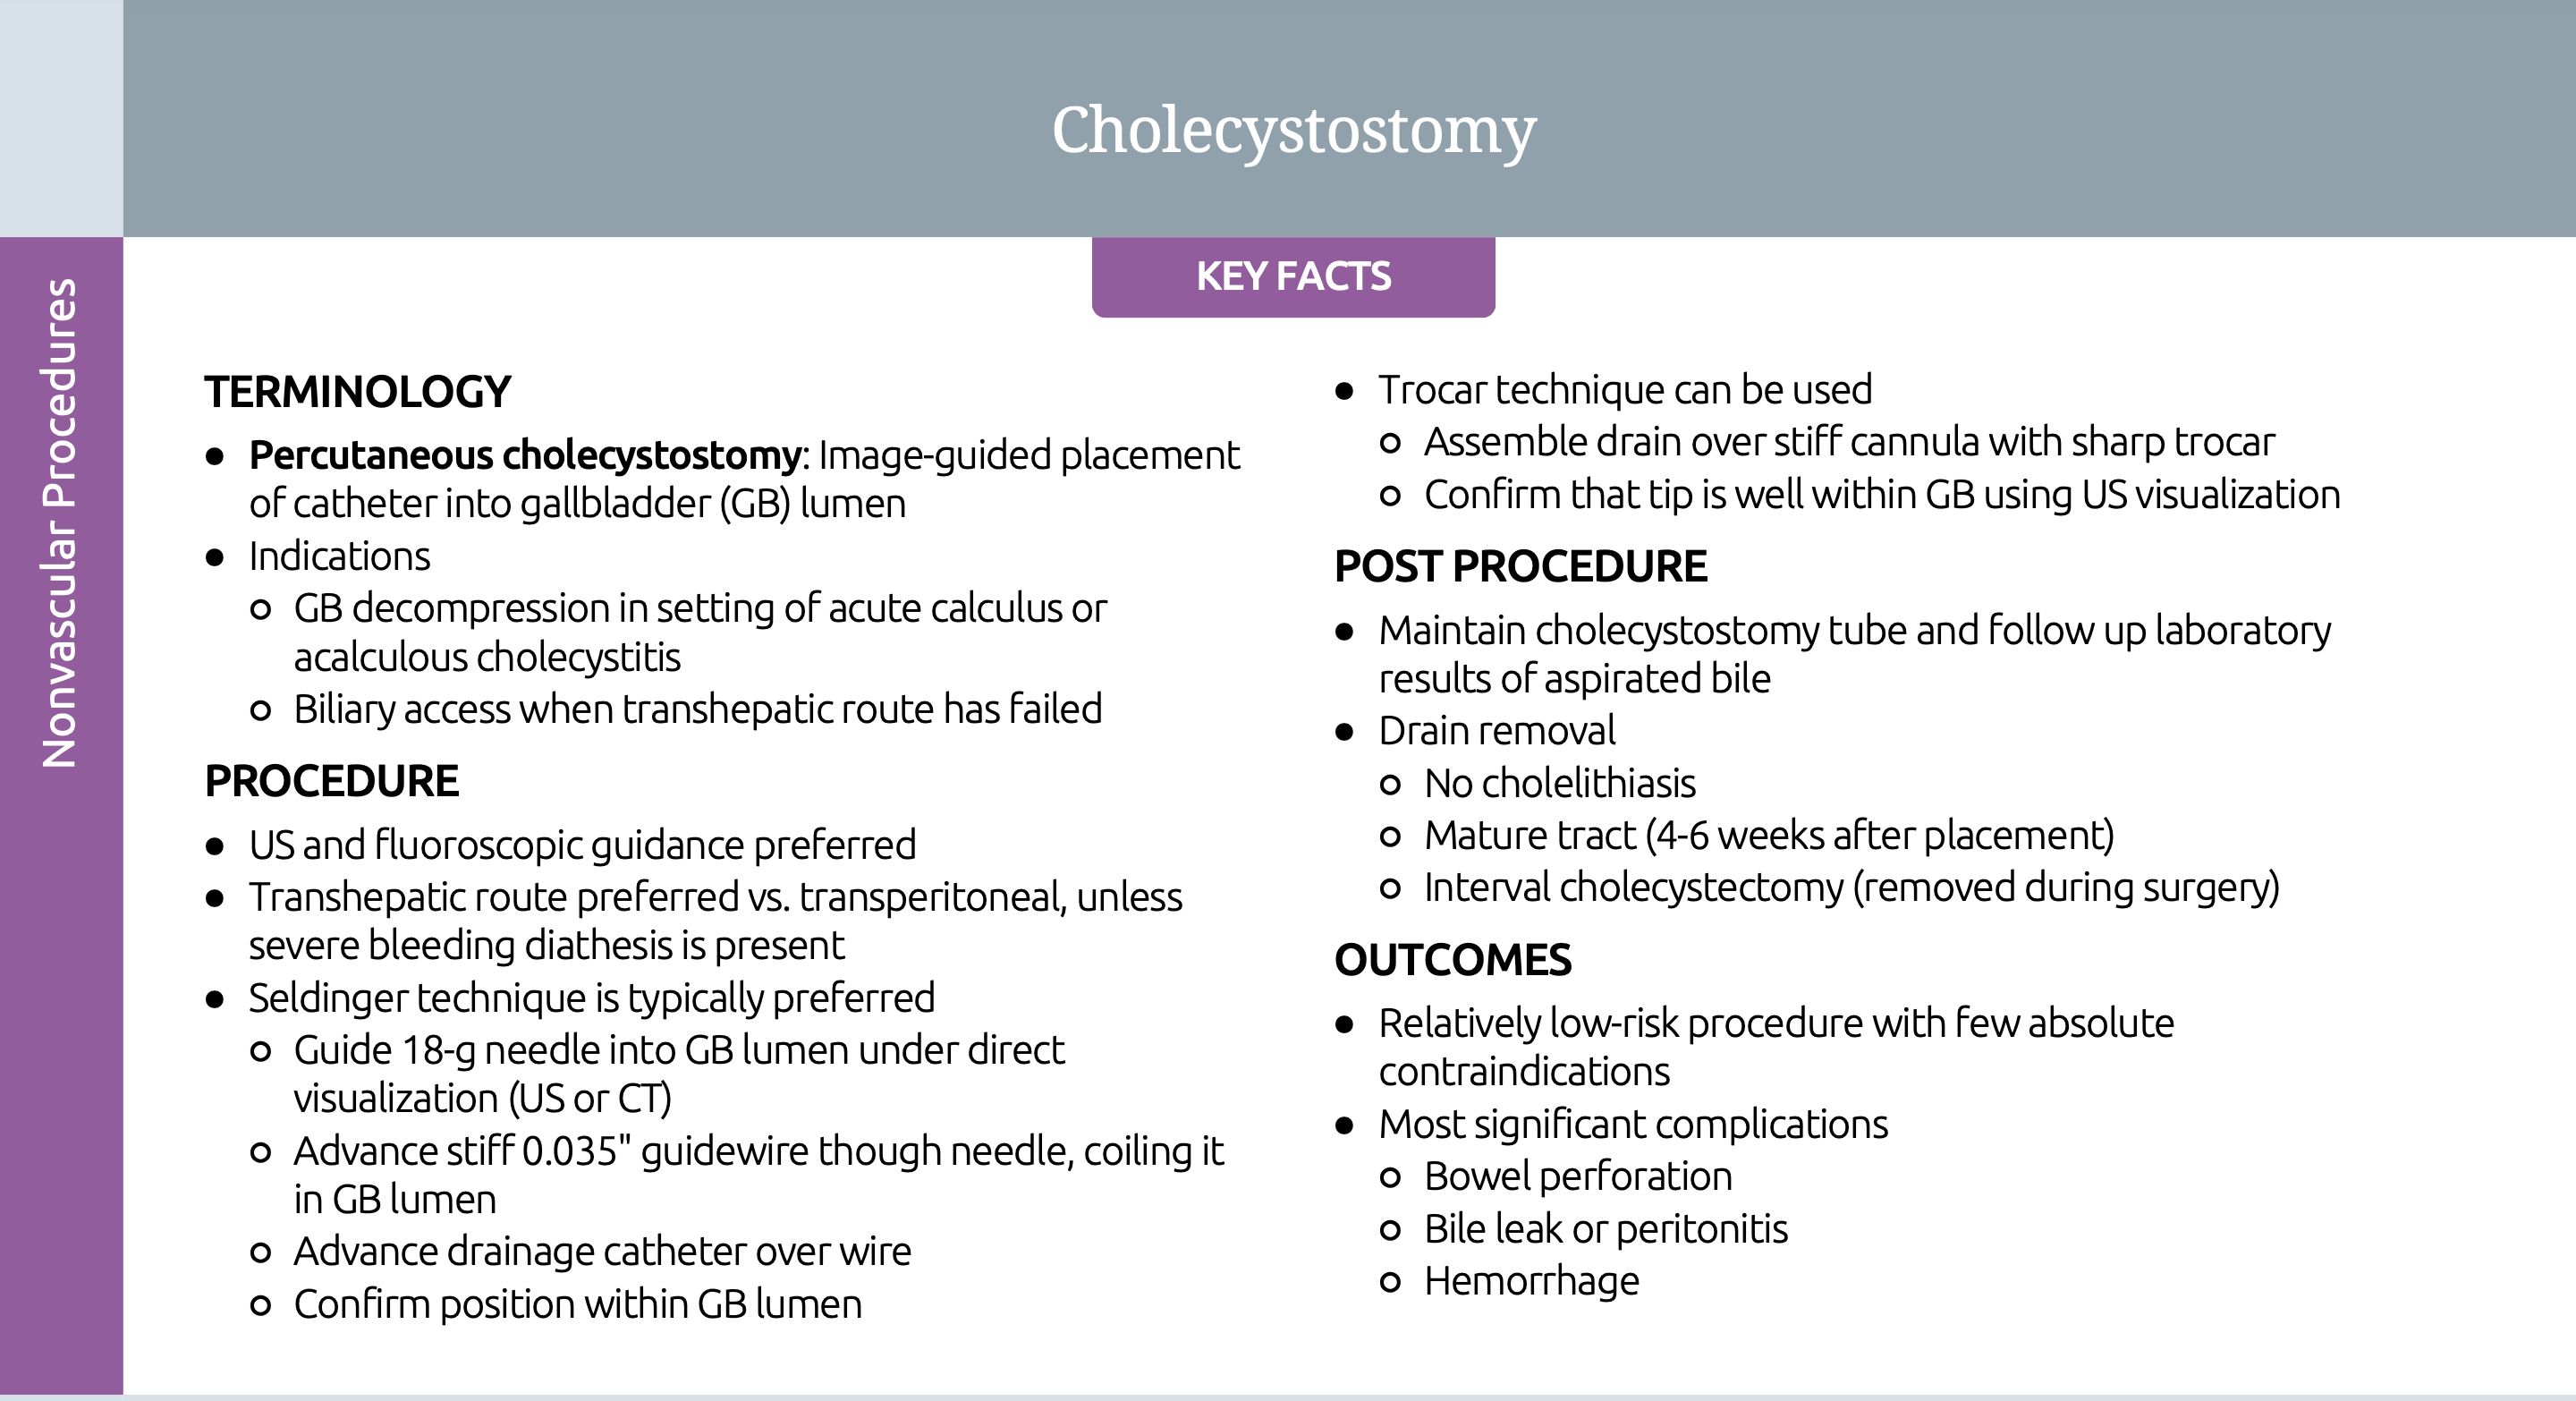 Cholecystostomy
KEY FACTS
Nonvascular Procedures
TERMINOLOGY
● Percutaneous cholecystostomy: Image-guided placement
of catheter into gallbladder (GB) lumen
● Indications
○ GB decompression in setting of acute calculus or
acalculous cholecystitis
○ Biliary access when transhepatic route has failed
PROCEDURE
● US and fluoroscopic guidance preferred
● Transhepatic route preferred vs. transperitoneal, unless
severe bleeding diathesis is present
● Seldinger technique is typically preferred
○ Guide 18-g needle into GB lumen under direct
visualization (US or CT)
○ Advance stiff 0.035" guidewire though needle, coiling it
in GB lumen
○ Advance drainage catheter over wire
○ Confirm position within GB lumen
● Trocar technique can be used
○ Assemble drain over stiff cannula with sharp trocar
○ Confirm that tip is well within GB using US visualization
POST PROCEDURE
● Maintain cholecystostomy tube and follow up laboratory
results of aspirated bile
● Drain removal
○ No cholelithiasis
○ Mature tract (4-6 weeks after placement)
○ Interval cholecystectomy (removed during surgery)
OUTCOMES
● Relatively low-risk procedure with few absolute
contraindications
● Most significant complications
○ Bowel perforation
○ Bile leak or peritonitis
○ Hemorrhage